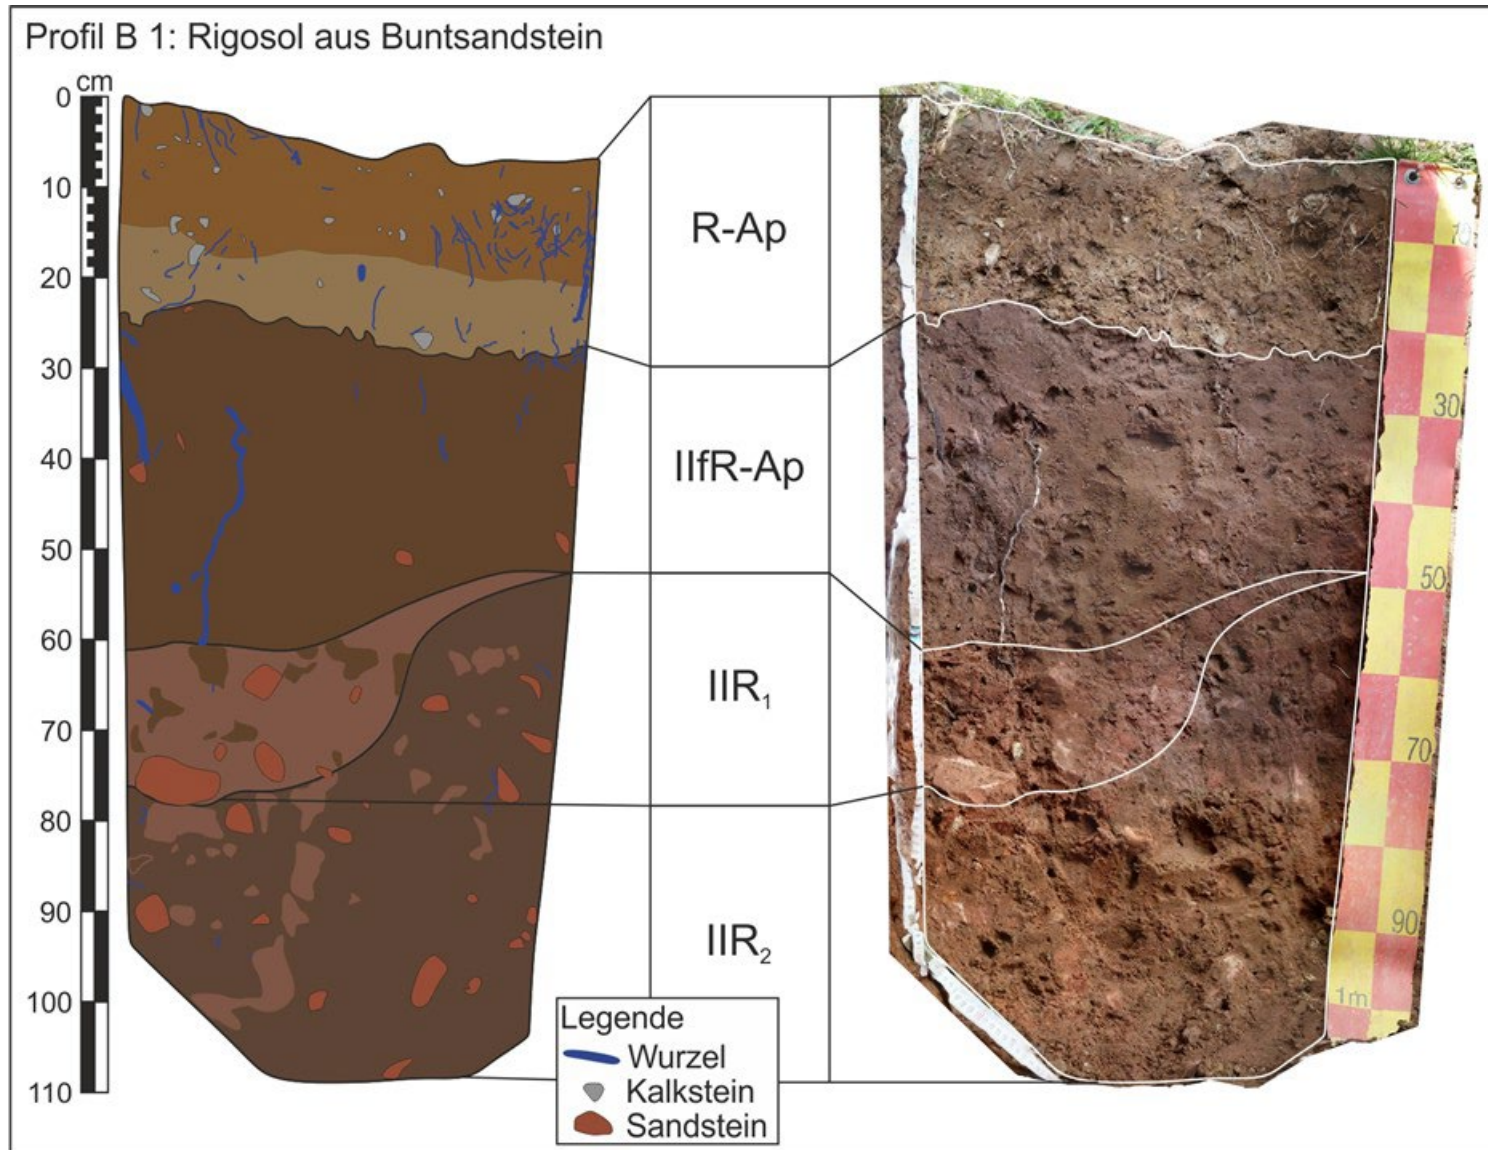 Profil B 1: Rigosol aus Buntsandstein
cm
0
10
20
30
40
50
60
70
80
90
100
110
R-Ap
IIfR-Ap
IIR₁
IIR₂
Legende
Wurzel
Kalkstein
Sandstein
10
30
50
70
90
1m